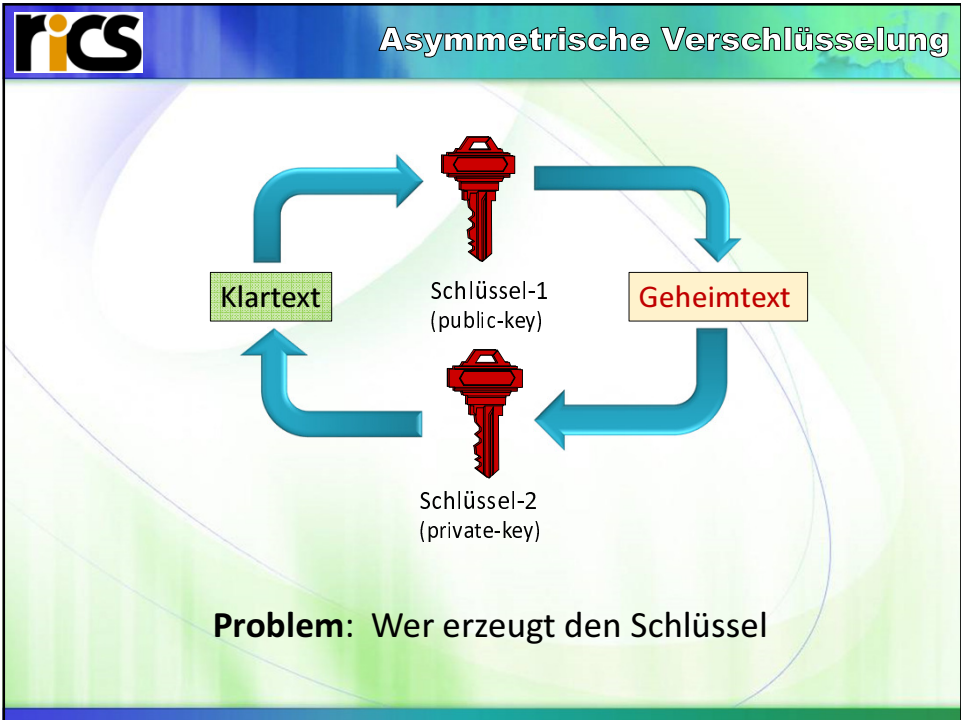 rics
Asymmetrische Verschlüsselung
Klartext
Schlüssel-1
(public-key)
Geheimtext
Schlüssel-2
(private-key)
Problem: Wer erzeugt den Schlüssel